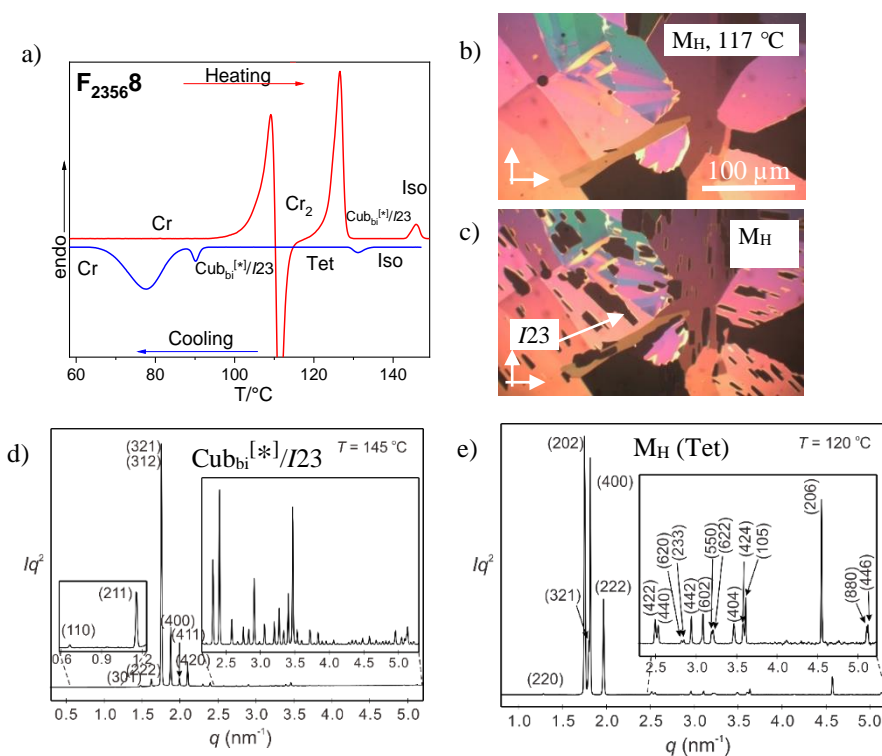 a)
F₂₃₅₆8
Heating
endo
Cr
Cr₂
Cub_bi^[*]/I23
Iso
Cr
Cub_bi^[*]/I23
Tet
Iso
Cooling
60 80 100 120 140
T/°C
b)
M_H, 117 ℃
100 µm
c)
M_H
I23
d)
Cub_bi^[*]/I23
T = 145 °C
(321)
(312)
Iq²
(110)
(211)
0.6 0.9 1.2
(301)
(222)
(400)
(411)
(420)
2.5 3.0 3.5 4.0 4.5 5.0
0.5 1.0 1.5 2.0 2.5 3.0 3.5 4.0 4.5 5.0
q (nm⁻¹)
e)
M_H (Tet)
T = 120 °C
(202)
(400)
(321)
(222)
(220)
Iq²
(422)
(440)
(620)
(233)
(442)
(602)
(550)
(622)
(404)
(424)
(105)
(206)
(880)
(446)
2.5 3.0 3.5 4.0 4.5 5.0
1.0 1.5 2.0 2.5 3.0 3.5 4.0 4.5 5.0
q (nm⁻¹)